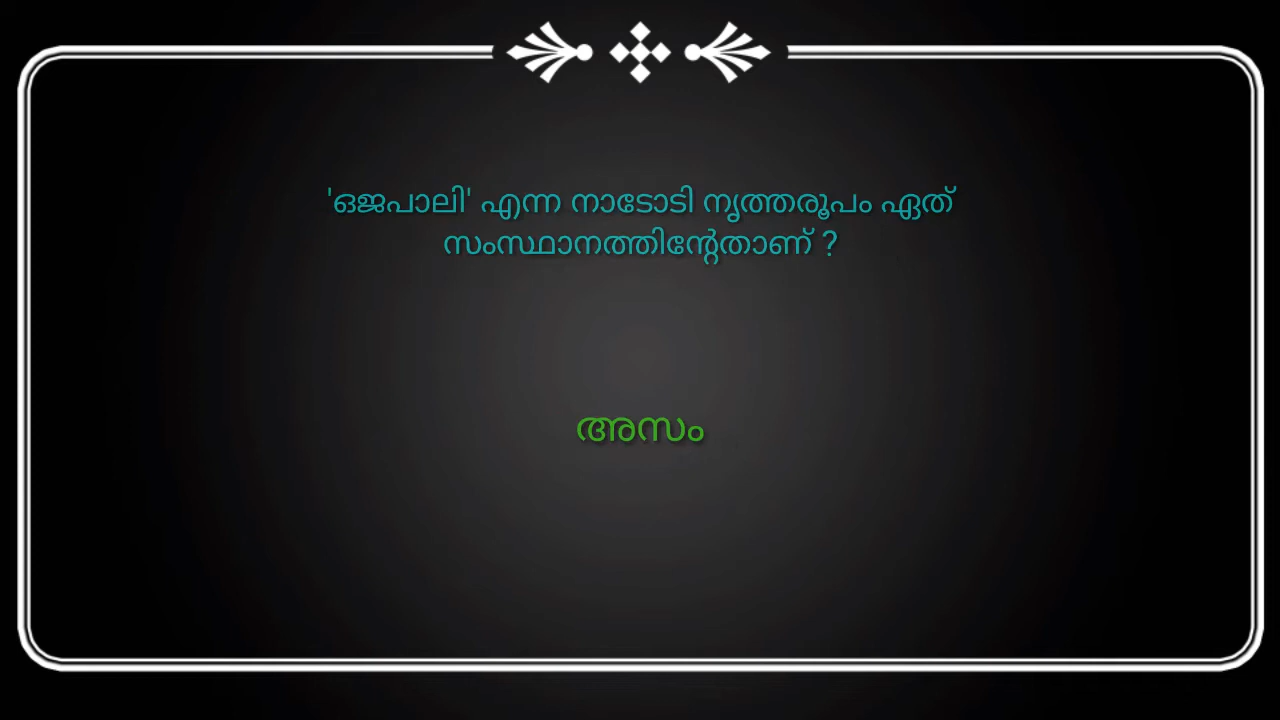 'ഒജപാലി' എന്ന നാടോടി നൃത്തരൂപം ഏത്
സംസ്ഥാനത്തിന്റേതാണ് ?
അസം